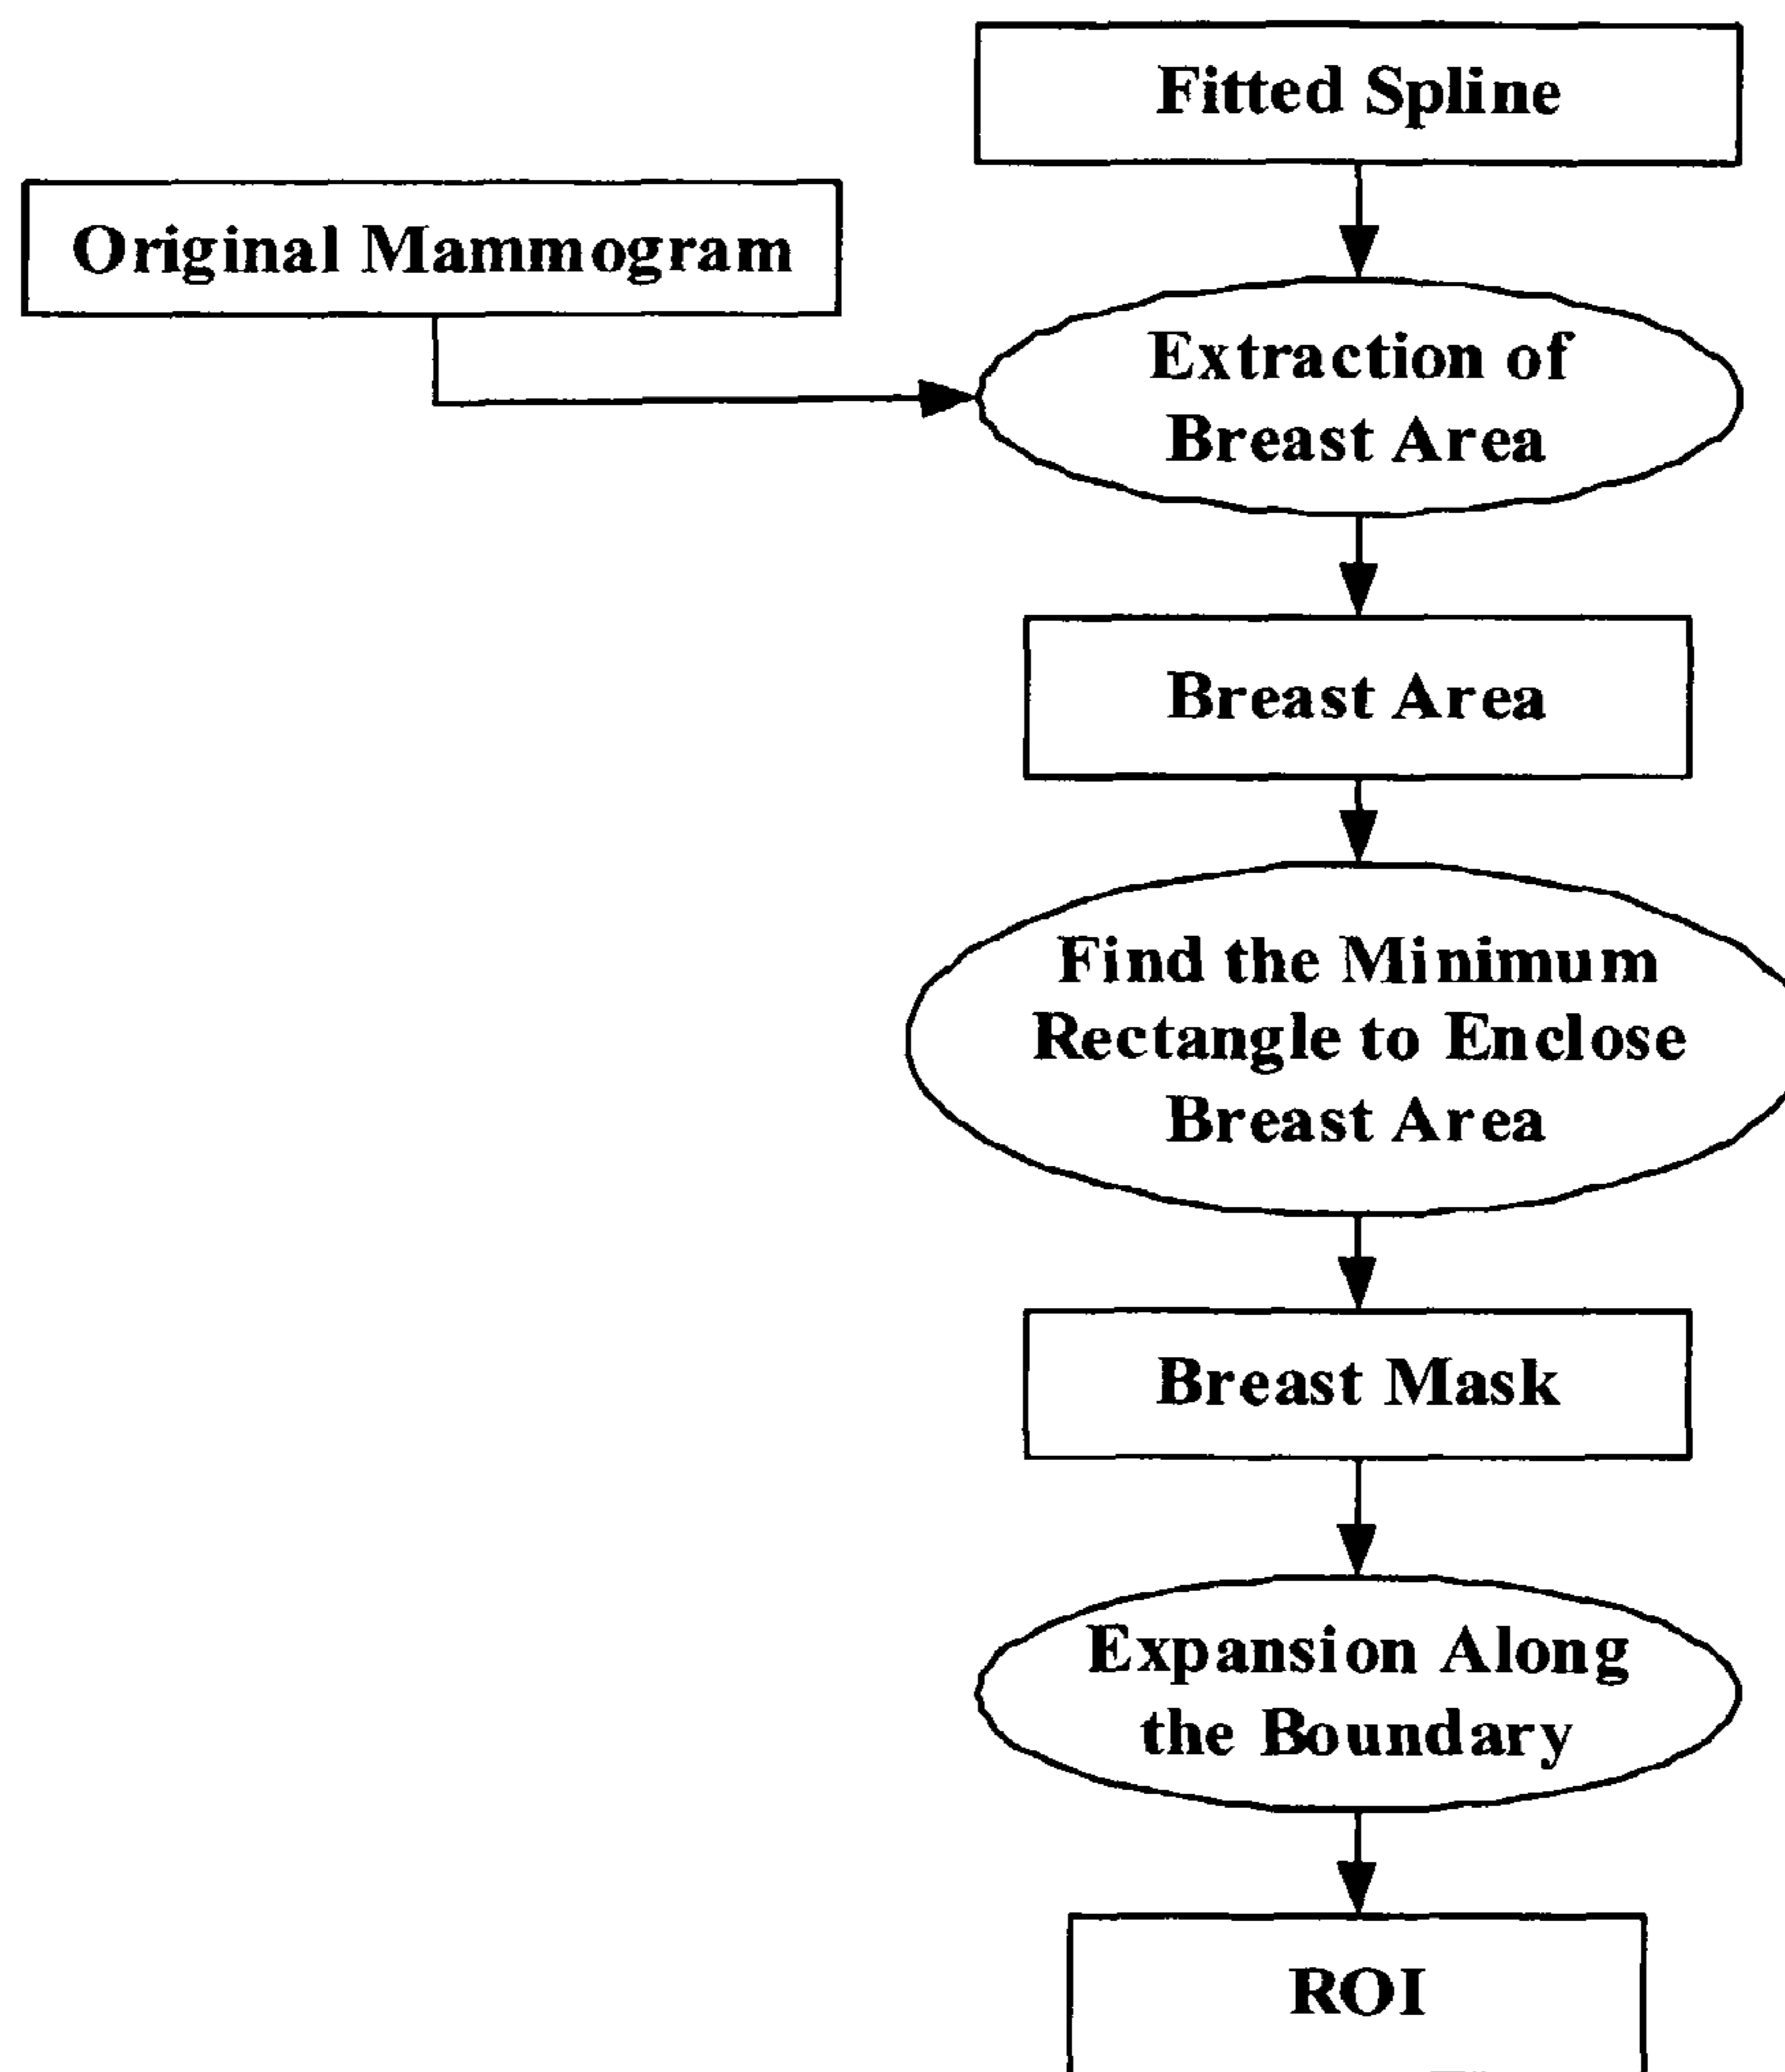 Fitted Spline
Original Mammogram
Extraction of
Breast Area
Breast Area
Find the Minimum
Rectangle to Enclose
Breast Area
Breast Mask
Expansion Along
the Boundary
ROI